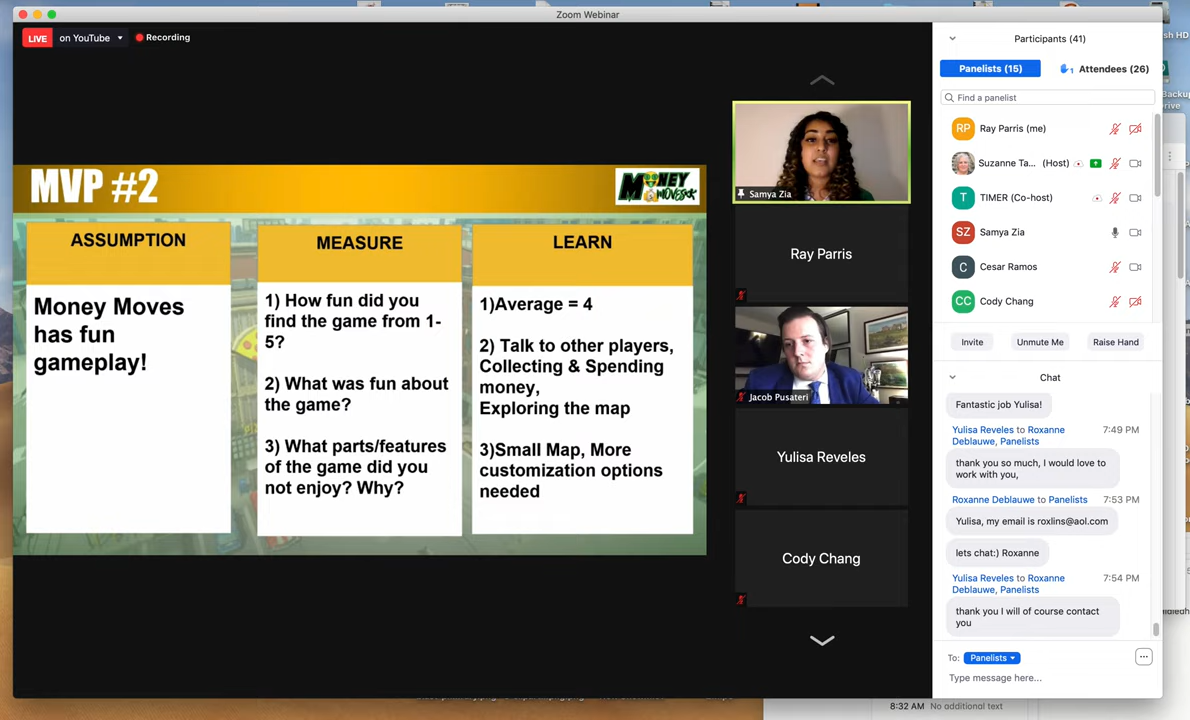 Zoom Webinar
LIVE on YouTube Recording
MVP #2
MONEY
MOVES
ASSUMPTION
Money Moves
has fun
gameplay!
MEASURE
1) How fun did you
find the game from 1-
5?
2) What was fun about
the game?
3) What parts/features
of the game did you
not enjoy? Why?
LEARN
1)Average = 4
2) Talk to other players,
Collecting & Spending
money,
Exploring the map
3)Small Map, More
customization options
needed
Samya Zia
Ray Parris
Jacob Pusateri
Yulisa Reveles
Cody Chang
Participants (41)
Panelists (15)
1 Attendees (26)
Find a panelist
RP Ray Parris (me)
Suzanne Ta... (Host)
T TIMER (Co-host)
SZ Samya Zia
C Cesar Ramos
CC Cody Chang
Invite Unmute Me Raise Hand
Chat
Fantastic job Yulisa!
Yulisa Reveles to Roxanne 7:49 PM
Deblauwe, Panelists
thank you so much, I would love to
work with you,
Roxanne Deblauwe to Panelists 7:53 PM
Yulisa, my email is roxlins@aol.com
lets chat:) Roxanne
Yulisa Reveles to Roxanne 7:54 PM
Deblauwe, Panelists
thank you I will of course contact
you
To: Panelists
Type message here...
sh HD
Backup
rive
8:32 AM No additional text